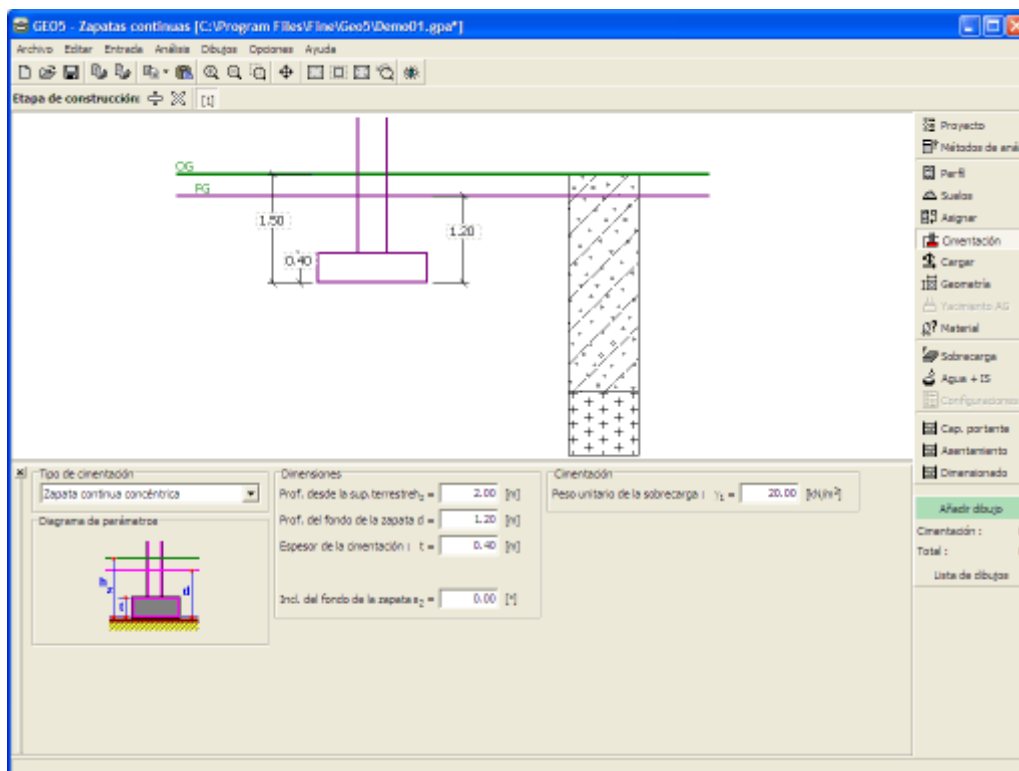 GEO5 - Zapatas continuas [C:\Program Files\Fine\Geo5\Demo01.gpa*]
Archivo Editar Entrada Análisis Dibujos Opciones Ayuda
Etapa de construcción: [1]
OG
FG
1.50
0.40
1.20
Proyecto
Métodos de aná
Perfil
Suelos
Asignar
Cimentación
Cargar
Geometría
Yacimiento AG
Material
Sobrecarga
Agua + IS
Configuraciones
Cap. portante
Asentamiento
Dimensionado
Añadir dibujo
Cimentación :
Total :
Lista de dibujos
Tipo de cimentación
Zapata continua concéntrica
Diagrama de parámetros
h z
t
d
Dimensiones
Prof. desde la sup. terrestre hz = 2.00 [m]
Prof. del fondo de la zapata d = 1.20 [m]
Espesor de la cimentación : t = 0.40 [m]
Incl. del fondo de la zapata s2 = 0.00 [°]
Cimentación
Peso unitario de la sobrecarga : γ1 = 20.00 [kN/m³]